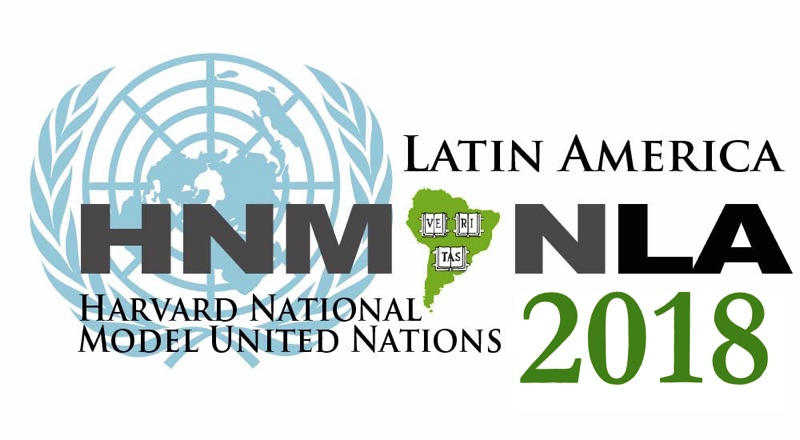 LATIN AMERICA
HNM NLA
VE RI
TAS
HARVARD NATIONAL
MODEL UNITED NATIONS
2018